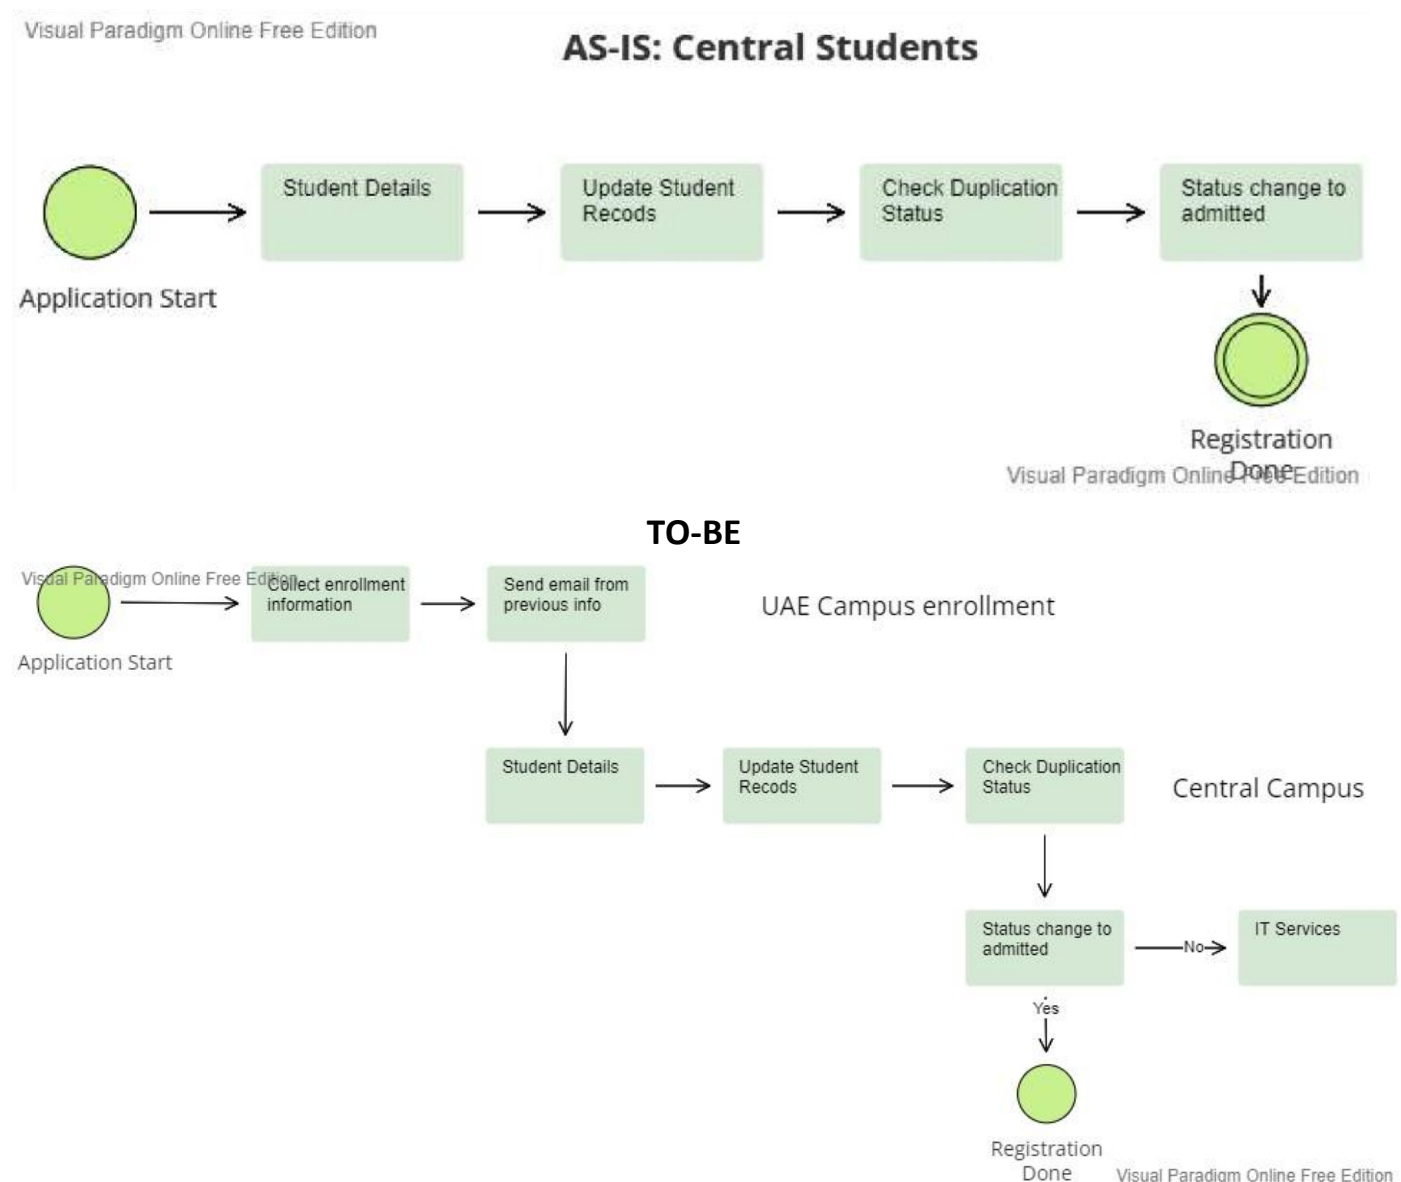 Visual Paradigm Online Free Edition
AS-IS: Central Students
Student Details
Update Student
Recods
Check Duplication
Status
Status change to
admitted
Application Start
Registration
Done
Visual Paradigm Online Free Edition
TO-BE
Visual Paradigm Online Free Edition
Collect enrollment
information
Send email from
previous info
UAE Campus enrollment
Application Start
Student Details
Update Student
Recods
Check Duplication
Status
Central Campus
Status change to
admitted
No
IT Services
Yes
Registration
Done
Visual Paradigm Online Free Edition